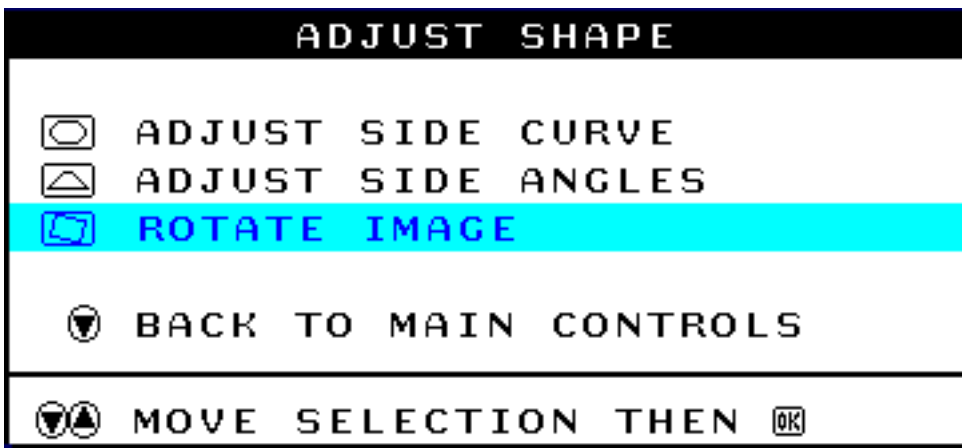 ADJUST SHAPE
ADJUST SIDE CURVE
ADJUST SIDE ANGLES
ROTATE IMAGE
BACK TO MAIN CONTROLS
MOVE SELECTION THEN OK